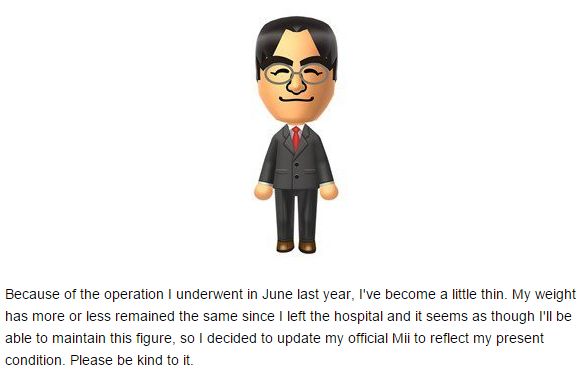 Because of the operation I underwent in June last year, I've become a little thin. My weight
has more or less remained the same since I left the hospital and it seems as though I'll be
able to maintain this figure, so I decided to update my official Mii to reflect my present
condition. Please be kind to it.